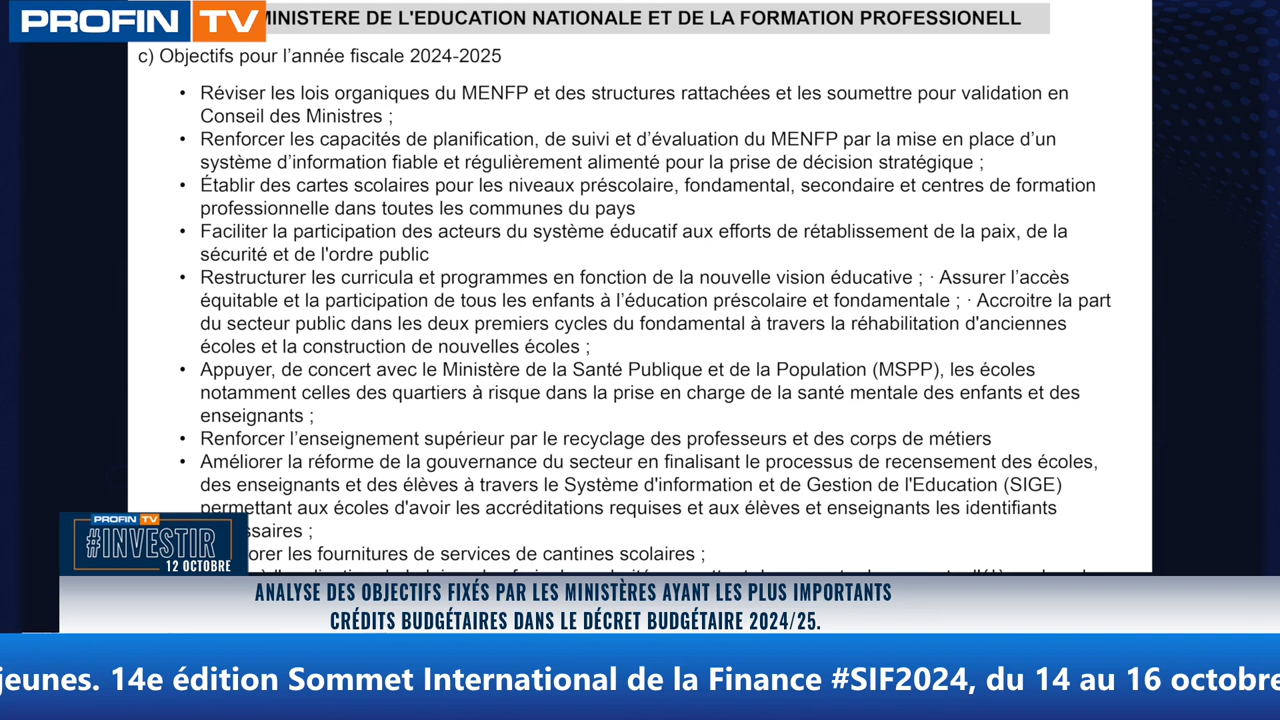 PROFIN TV
MINISTERE DE L'EDUCATION NATIONALE ET DE LA FORMATION PROFESSIONELL
c) Objectifs pour l’année fiscale 2024-2025
• Réviser les lois organiques du MENFP et des structures rattachées et les soumettre pour validation en
Conseil des Ministres ;
• Renforcer les capacités de planification, de suivi et d’évaluation du MENFP par la mise en place d’un
système d’information fiable et régulièrement alimenté pour la prise de décision stratégique ;
• Établir des cartes scolaires pour les niveaux préscolaire, fondamental, secondaire et centres de formation
professionnelle dans toutes les communes du pays
• Faciliter la participation des acteurs du système éducatif aux efforts de rétablissement de la paix, de la
sécurité et de l'ordre public
• Restructurer les curricula et programmes en fonction de la nouvelle vision éducative ; · Assurer l’accès
équitable et la participation de tous les enfants à l’éducation préscolaire et fondamentale ; · Accroitre la part
du secteur public dans les deux premiers cycles du fondamental à travers la réhabilitation d'anciennes
écoles et la construction de nouvelles écoles ;
• Appuyer, de concert avec le Ministère de la Santé Publique et de la Population (MSPP), les écoles
notamment celles des quartiers à risque dans la prise en charge de la santé mentale des enfants et des
enseignants ;
• Renforcer l’enseignement supérieur par le recyclage des professeurs et des corps de métiers
• Améliorer la réforme de la gouvernance du secteur en finalisant le processus de recensement des écoles,
des enseignants et des élèves à travers le Système d'information et de Gestion de l'Education (SIGE)
permettant aux écoles d'avoir les accréditations requises et aux élèves et enseignants les identifiants
ssaires ;
orer les fournitures de services de cantines scolaires ;
PROFIN TV
#INVESTIR
12 OCTOBRE
ANALYSE DES OBJECTIFS FIXÉS PAR LES MINISTÈRES AYANT LES PLUS IMPORTANTS
CRÉDITS BUDGÉTAIRES DANS LE DÉCRET BUDGÉTAIRE 2024/25.
jeunes. 14e édition Sommet International de la Finance #SIF2024, du 14 au 16 octobre